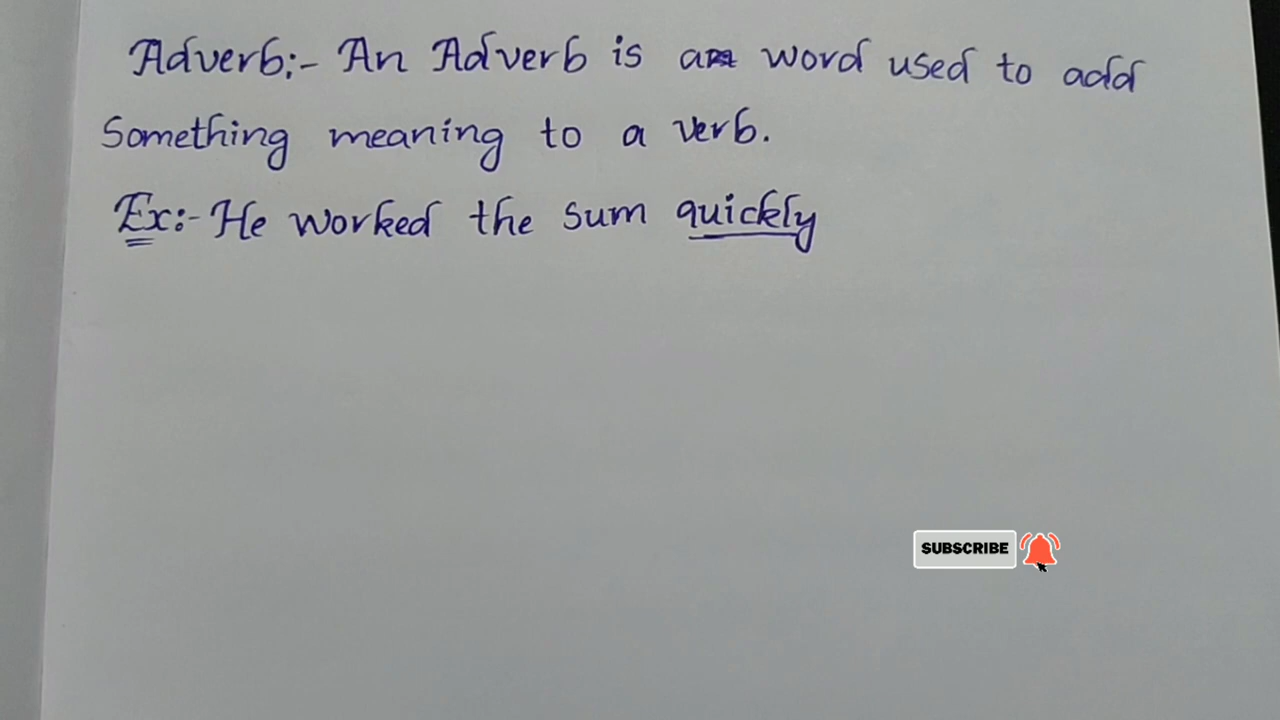 Adverb:- An Adverb is a word used to add
Something meaning to a verb.
Ex:- He worked the sum quickly
SUBSCRIBE